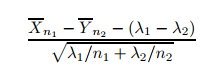 \frac{\overline{X}_{n_1} - \overline{Y}_{n_2} - (\lambda_1 - \lambda_2)}{\sqrt{\lambda_1/n_1 + \lambda_2/n_2}}